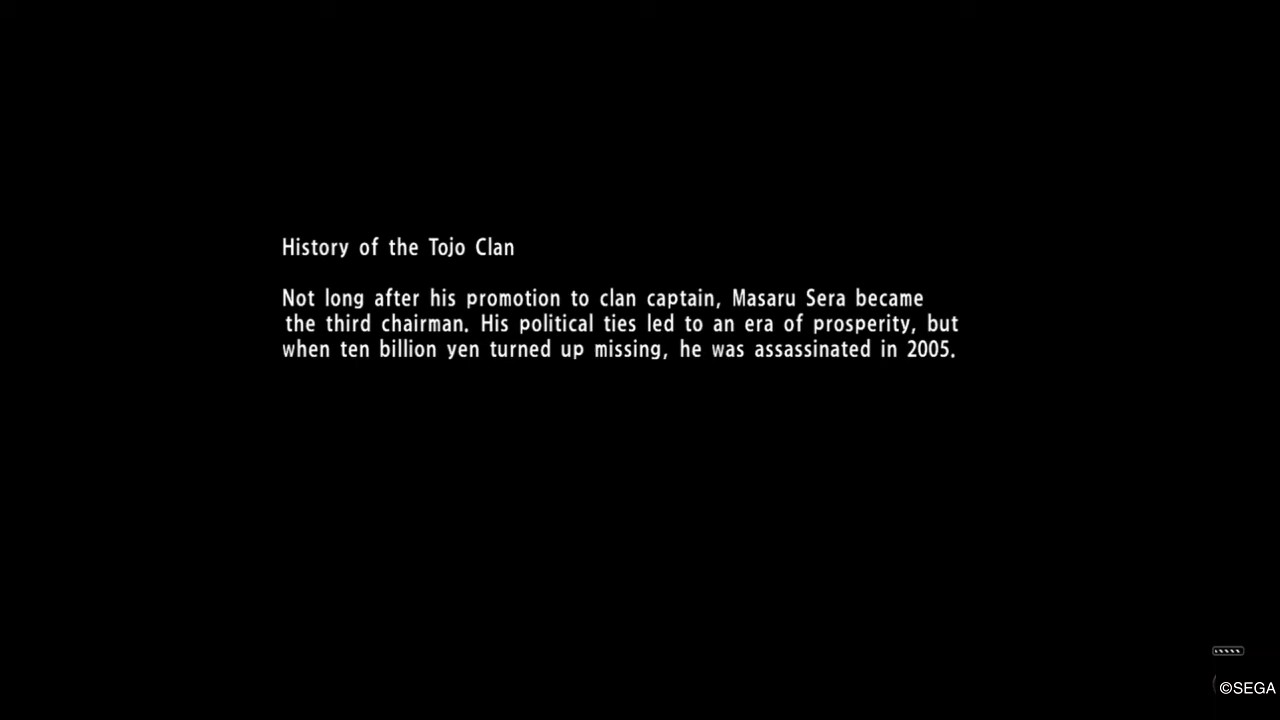 History of the Tojo Clan
Not long after his promotion to clan captain, Masaru Sera became
the third chairman. His political ties led to an era of prosperity, but
when ten billion yen turned up missing, he was assassinated in 2005.
©SEGA